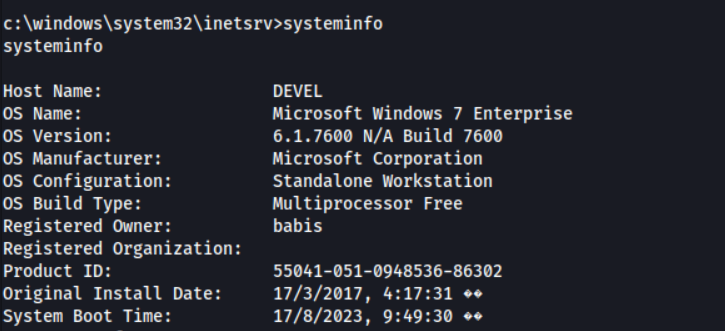 c:\windows\system32\inetsrv>systeminfo
systeminfo
Host Name: DEVEL
OS Name: Microsoft Windows 7 Enterprise
OS Version: 6.1.7600 N/A Build 7600
OS Manufacturer: Microsoft Corporation
OS Configuration: Standalone Workstation
OS Build Type: Multiprocessor Free
Registered Owner: babis
Registered Organization:
Product ID: 55041-051-0948536-86302
Original Install Date: 17/3/2017, 4:17:31 ��
System Boot Time: 17/8/2023, 9:49:30 ��